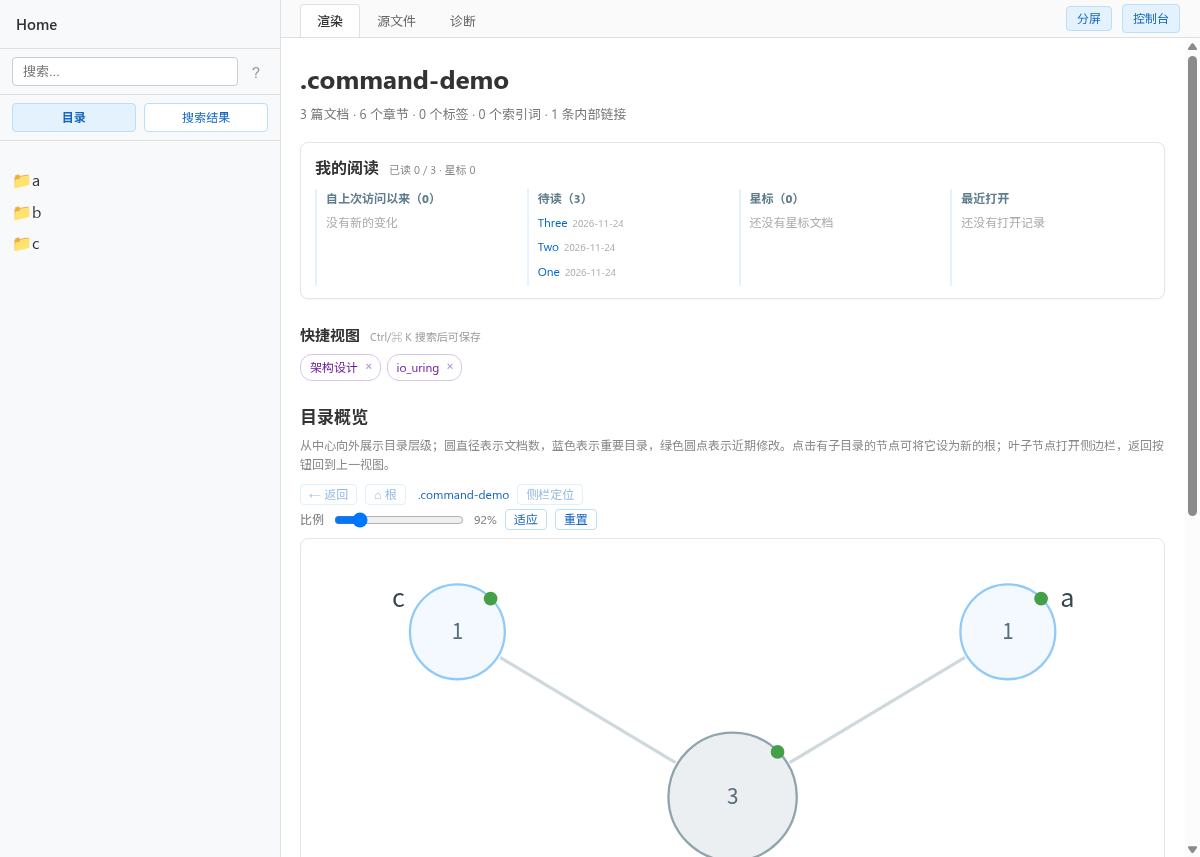 Home
搜索...
?
目录
搜索结果
📁a
📁b
📁c
渲染
源文件
诊断
分屏
控制台
.command-demo
3 篇文档 · 6 个章节 · 0 个标签 · 0 个索引词 · 1 条内部链接
我的阅读 已读 0 / 3 · 星标 0
自上次访问以来（0）
没有新的变化
待读（3）
Three 2026-11-24
Two 2026-11-24
One 2026-11-24
星标（0）
还没有星标文档
最近打开
还没有打开记录
快捷视图 Ctrl/⌘ K 搜索后可保存
架构设计 ×
io_uring ×
目录概览
从中心向外展示目录层级；圆直径表示文档数，蓝色表示重要目录，绿色圆点表示近期修改。点击有子目录的节点可将它设为新的根；叶子节点打开侧边栏，返回按
钮回到上一视图。
← 返回
⌂ 根
.command-demo
侧栏定位
比例
92%
适应
重置
c
1
1
a
3